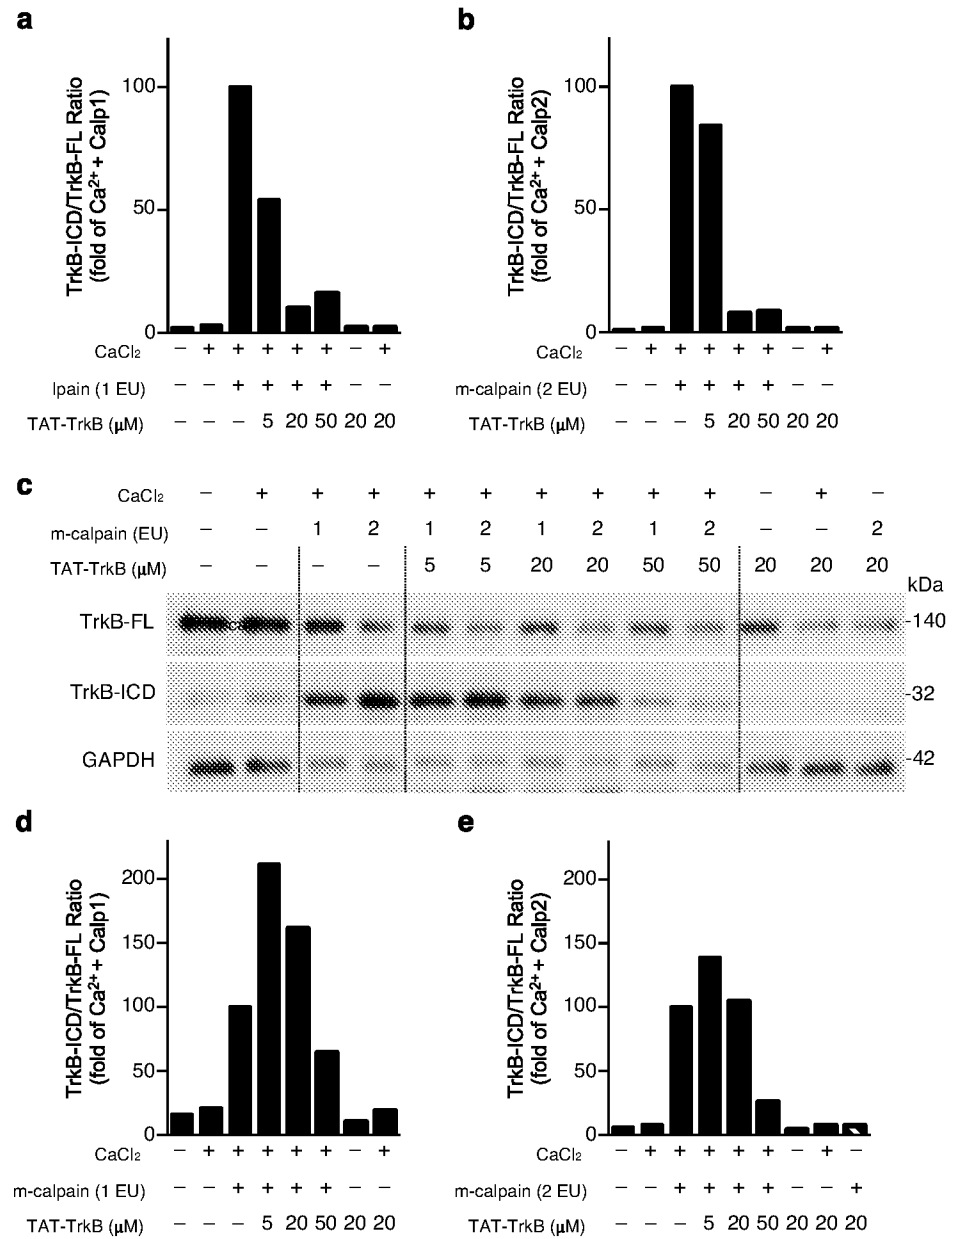 a
TrkB-ICD/TrkB-FL Ratio
(fold of Ca²⁺ + Calp1)
100
50
0
CaCl₂ − + + + + + − +
lpain (1 EU) − − + + + + − −
TAT-TrkB (μM) − − − 5 20 50 20 20
b
TrkB-ICD/TrkB-FL Ratio
(fold of Ca²⁺ + Calp2)
100
50
0
CaCl₂ − + + + + + − +
m-calpain (2 EU) − − + + + + − −
TAT-TrkB (μM) − − − 5 20 50 20 20
c
CaCl₂ − + + + + + + + + + − + −
m-calpain (EU) − − 1 2 1 2 1 2 1 2 − − 2
TAT-TrkB (μM) − − − − 5 5 20 20 50 50 20 20 20
kDa
TrkB-FL -140
TrkB-ICD -32
GAPDH -42
d
TrkB-ICD/TrkB-FL Ratio
(fold of Ca²⁺ + Calp1)
200
150
100
50
0
CaCl₂ − + + + + + − +
m-calpain (1 EU) − − + + + + − −
TAT-TrkB (μM) − − − 5 20 50 20 20
e
TrkB-ICD/TrkB-FL Ratio
(fold of Ca²⁺ + Calp2)
200
150
100
50
0
CaCl₂ − + + + + + − + −
m-calpain (2 EU) − − + + + + − − +
TAT-TrkB (μM) − − − 5 20 50 20 20 20